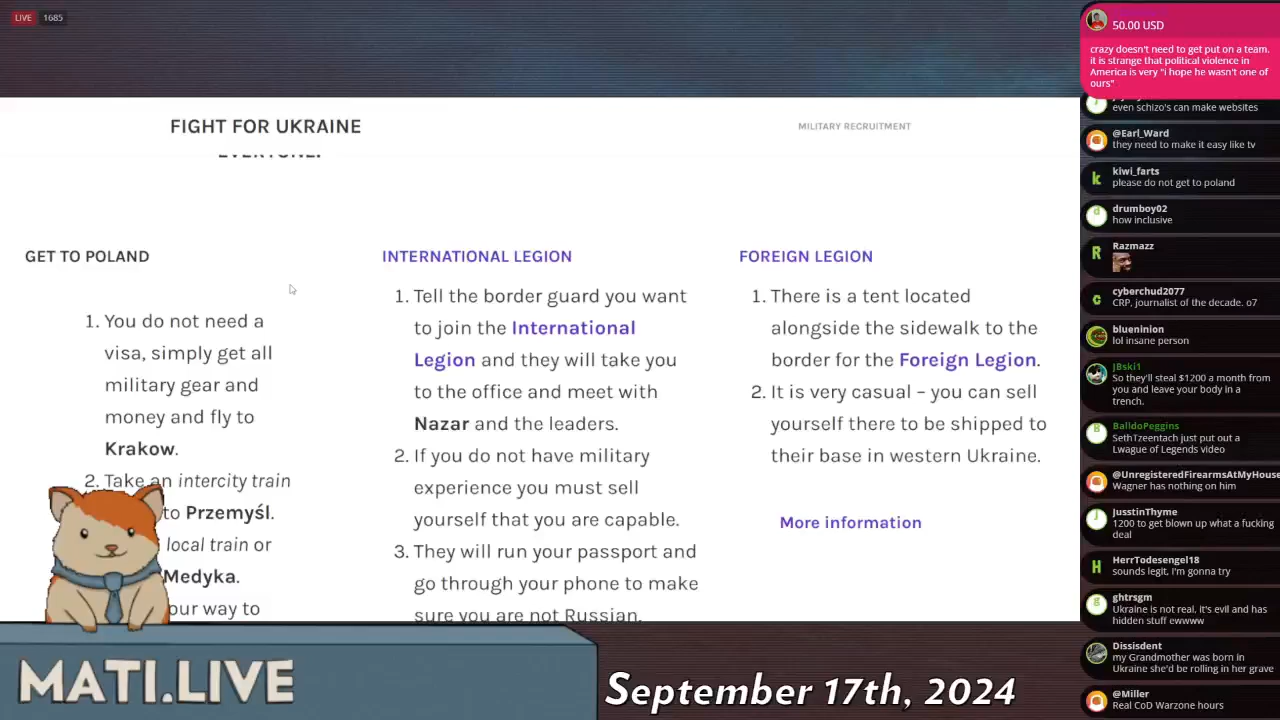 LIVE 1685
FIGHT FOR UKRAINE
MILITARY RECRUITMENT
EVERYONE.
GET TO POLAND
1. You do not need a
visa, simply get all
military gear and
money and fly to
Krakow.
2. Take an intercity train
to Przemyśl.
local train or
Medyka.
our way to
INTERNATIONAL LEGION
1. Tell the border guard you want
to join the International
Legion and they will take you
to the office and meet with
Nazar and the leaders.
2. If you do not have military
experience you must sell
yourself that you are capable.
3. They will run your passport and
go through your phone to make
sure you are not Russian.
FOREIGN LEGION
1. There is a tent located
alongside the sidewalk to the
border for the Foreign Legion.
2. It is very casual – you can sell
yourself there to be shipped to
their base in western Ukraine.
More information
MATI.LIVE
September 17th, 2024
50.00 USD
crazy doesn't need to get put on a team.
it is strange that political violence in
America is very "i hope he wasn't one of
ours"
even schizo's can make websites
@Earl_Ward
they need to make it easy like tv
kiwi_farts
please do not get to poland
drumboy02
how inclusive
Razmazz
cyberchud2077
CRP, journalist of the decade. o7
blueninion
lol insane person
JBski1
So they'll steal $1200 a month from
you and leave your body in a
trench.
BalldoPeggins
SethTzeentach just put out a
Lwague of Legends video
@UnregisteredFirearmsAtMyHouse
Wagner has nothing on him
JusstinThyme
1200 to get blown up what a fucking
deal
HerrTodesengel18
sounds legit, I'm gonna try
ghtrsgm
Ukraine is not real, it's evil and has
hidden stuff ewwww
Dissisdent
my Grandmother was born in
Ukraine she'd be rolling in her grave
@Miller
Real CoD Warzone hours